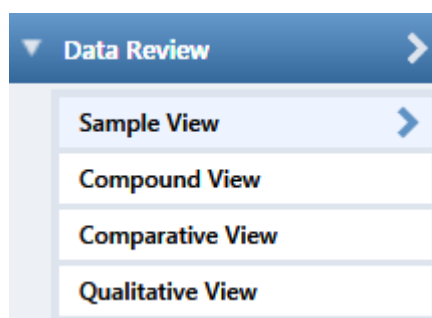 Data Review
Sample View
Compound View
Comparative View
Qualitative View